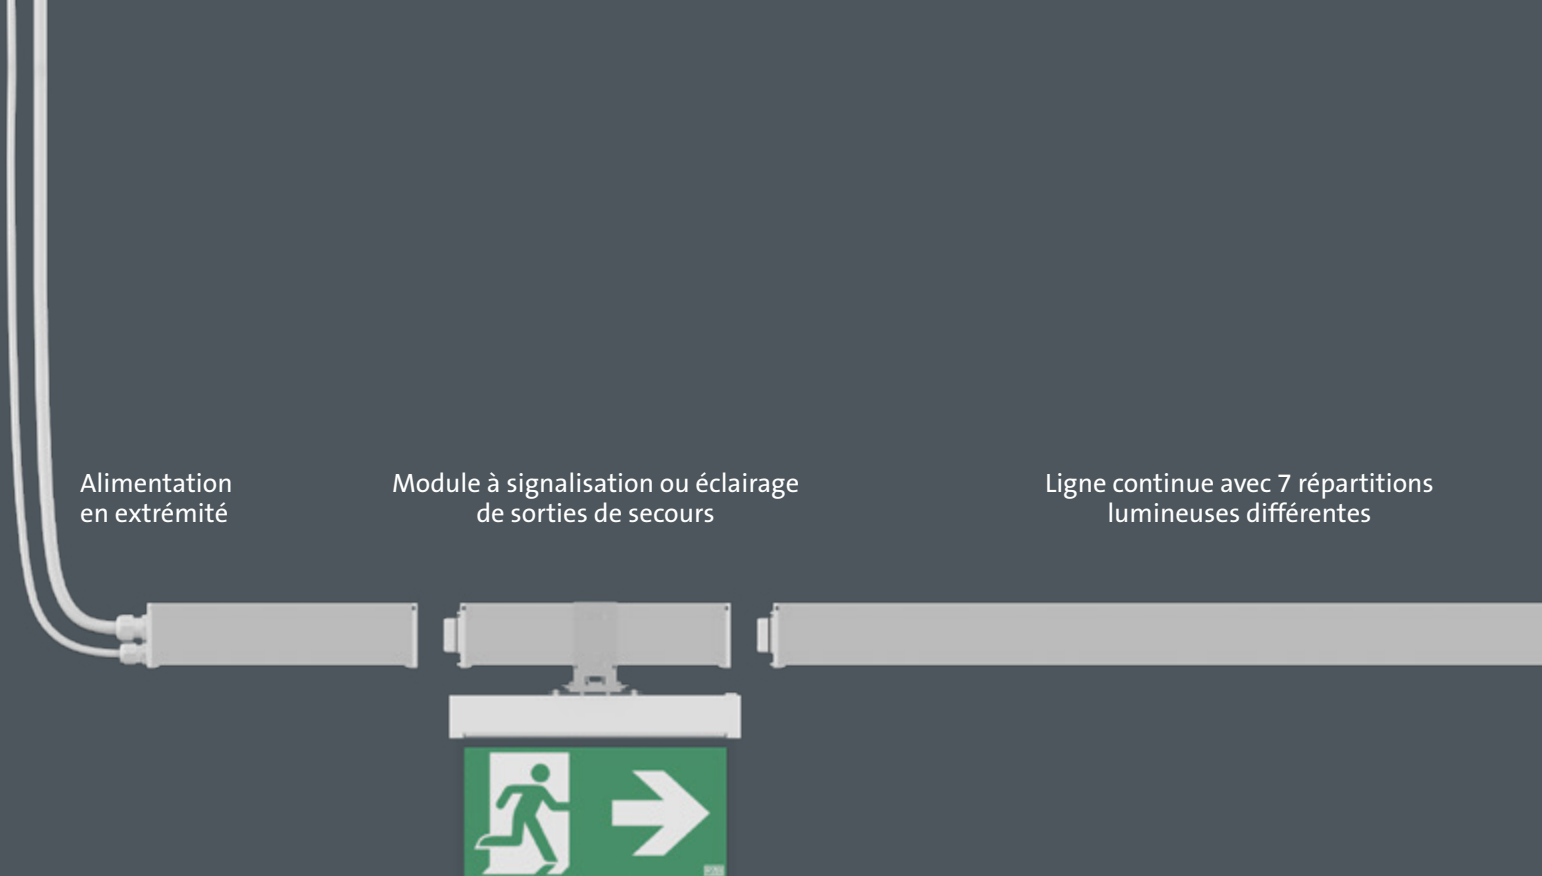 Alimentation
en extrémité
Module à signalisation ou éclairage
de sorties de secours
Ligne continue avec 7 répartitions
lumineuses différentes